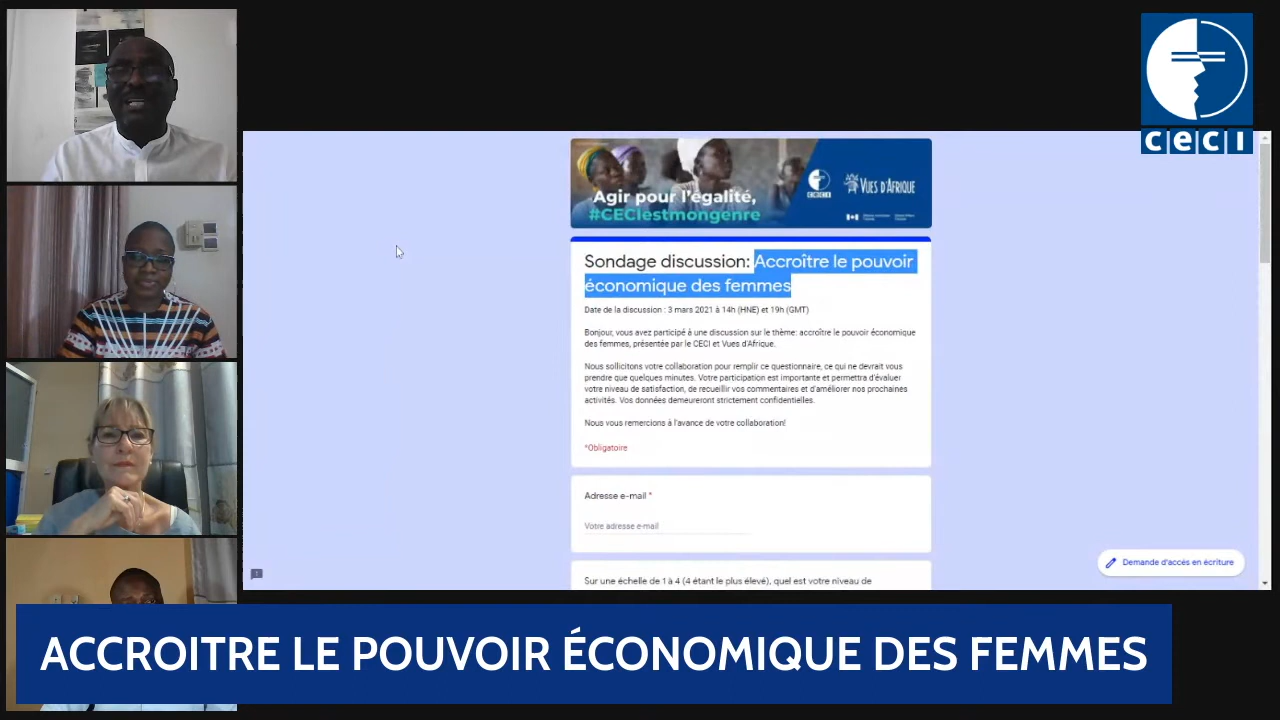 ceci
Agir pour l'égalité,
#CECIestmongenre
VUES D'AFRIQUE
Sondage discussion: Accroître le pouvoir
économique des femmes
Date de la discussion : 3 mars 2021 à 14h (HNE) et 19h (GMT)
Bonjour, vous avez participé à une discussion sur le thème: accroître le pouvoir économique
des femmes, présentée par le CECI et Vues d'Afrique.
Nous sollicitons votre collaboration pour remplir ce questionnaire, ce qui ne devrait vous
prendre que quelques minutes. Votre participation est importante et permettra d'évaluer
votre niveau de satisfaction, de recueillir vos commentaires et d'améliorer nos prochaines
activités. Vos données demeureront strictement confidentielles.
Nous vous remercions à l'avance de votre collaboration!
*Obligatoire
Adresse e-mail *
Votre adresse e-mail
Demande d'accès en écriture
Sur une échelle de 1 à 4 (4 étant le plus élevé), quel est votre niveau de
ACCROITRE LE POUVOIR ÉCONOMIQUE DES FEMMES